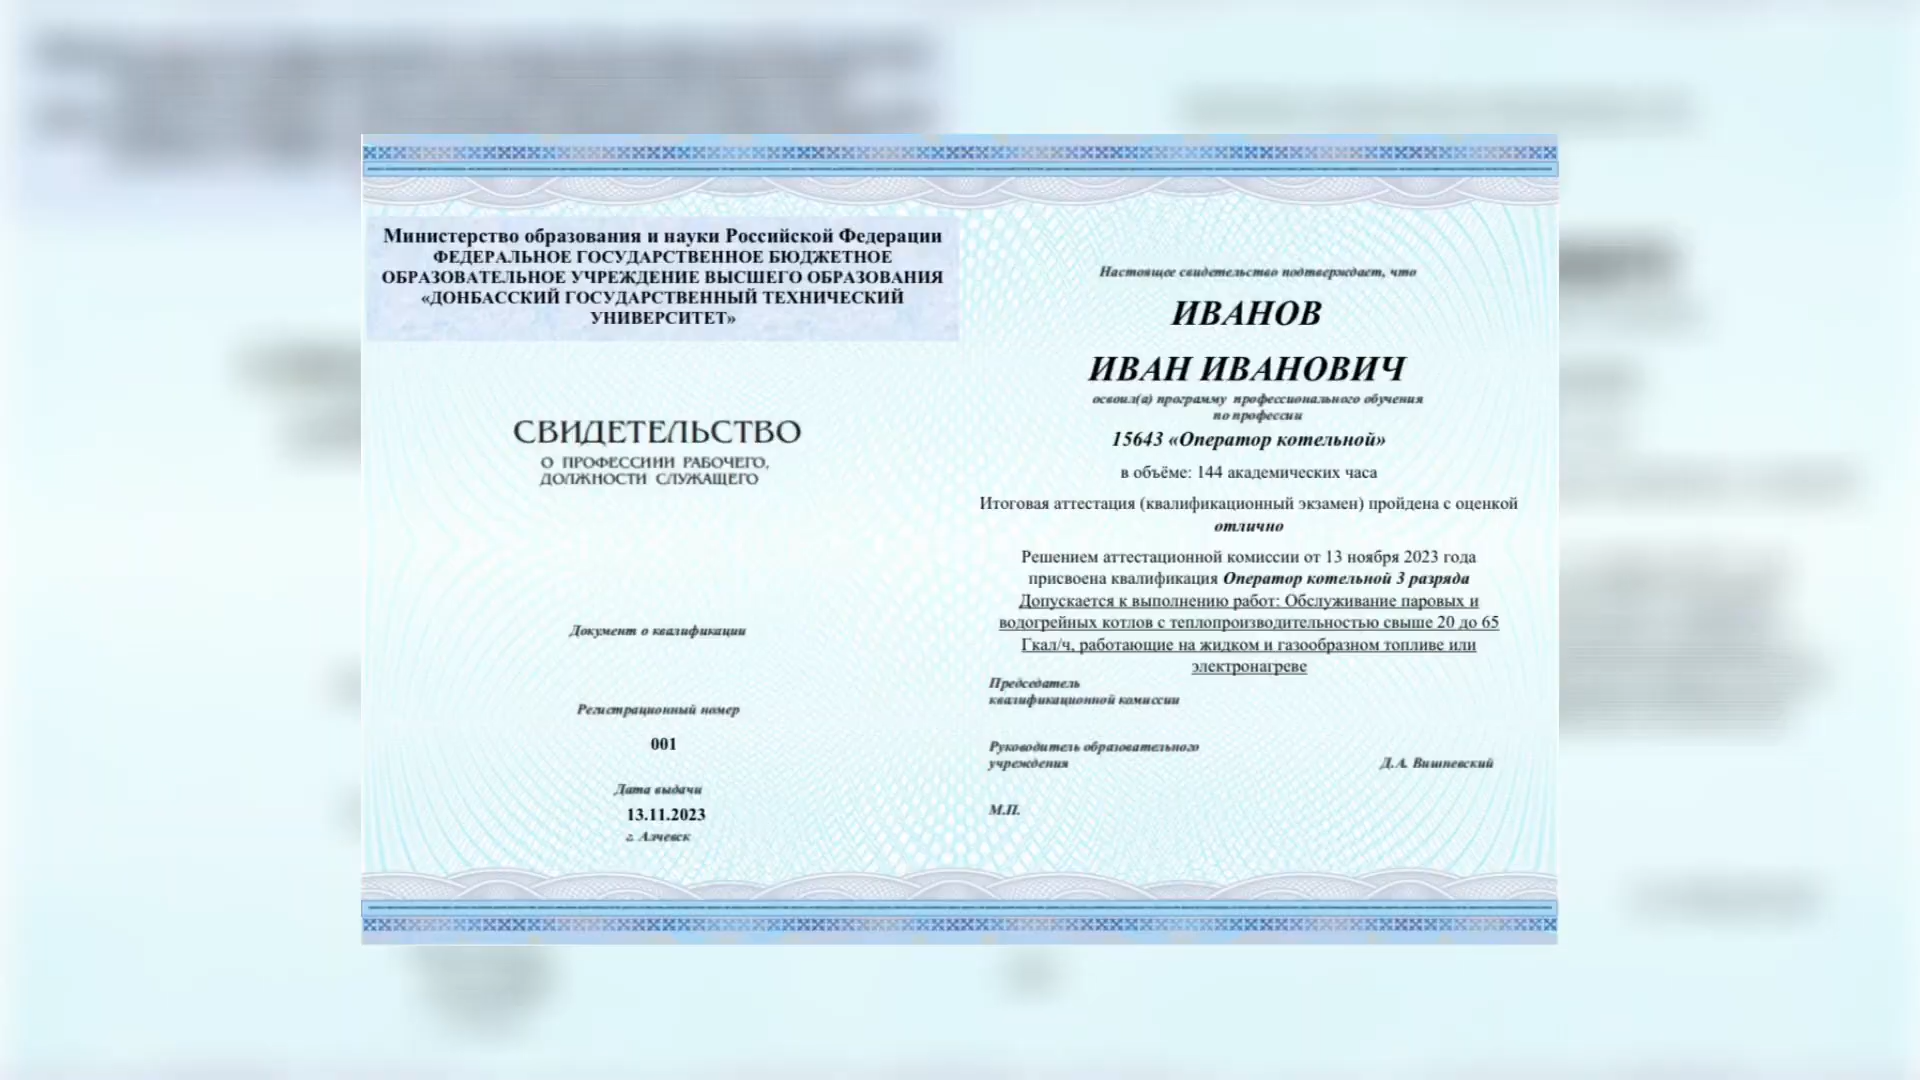 Министерство образования и науки Российской Федерации
ФЕДЕРАЛЬНОЕ ГОСУДАРСТВЕННОЕ БЮДЖЕТНОЕ
ОБРАЗОВАТЕЛЬНОЕ УЧРЕЖДЕНИЕ ВЫСШЕГО ОБРАЗОВАНИЯ
«ДОНБАССКИЙ ГОСУДАРСТВЕННЫЙ ТЕХНИЧЕСКИЙ
УНИВЕРСИТЕТ»
СВИДЕТЕЛЬСТВО
О ПРОФЕССИИИ РАБОЧЕГО,
ДОЛЖНОСТИ СЛУЖАЩЕГО
Документ о квалификации
Регистрационный номер
001
Дата выдачи
13.11.2023
г. Алчевск
Настоящее свидетельство подтверждает, что
ИВАНОВ
ИВАН ИВАНОВИЧ
освоил(а) программу профессионального обучения
по профессии
15643 «Оператор котельной»
в объёме: 144 академических часа
Итоговая аттестация (квалификационный экзамен) пройдена с оценкой
отлично
Решением аттестационной комиссии от 13 ноября 2023 года
присвоена квалификация Оператор котельной 3 разряда
Допускается к выполнению работ: Обслуживание паровых и
водогрейных котлов с теплопроизводительностью свыше 20 до 65
Гкал/ч, работающие на жидком и газообразном топливе или
электронагреве
Председатель
квалификационной комиссии
Руководитель образовательного
учреждения
Д.А. Вишневский
М.П.